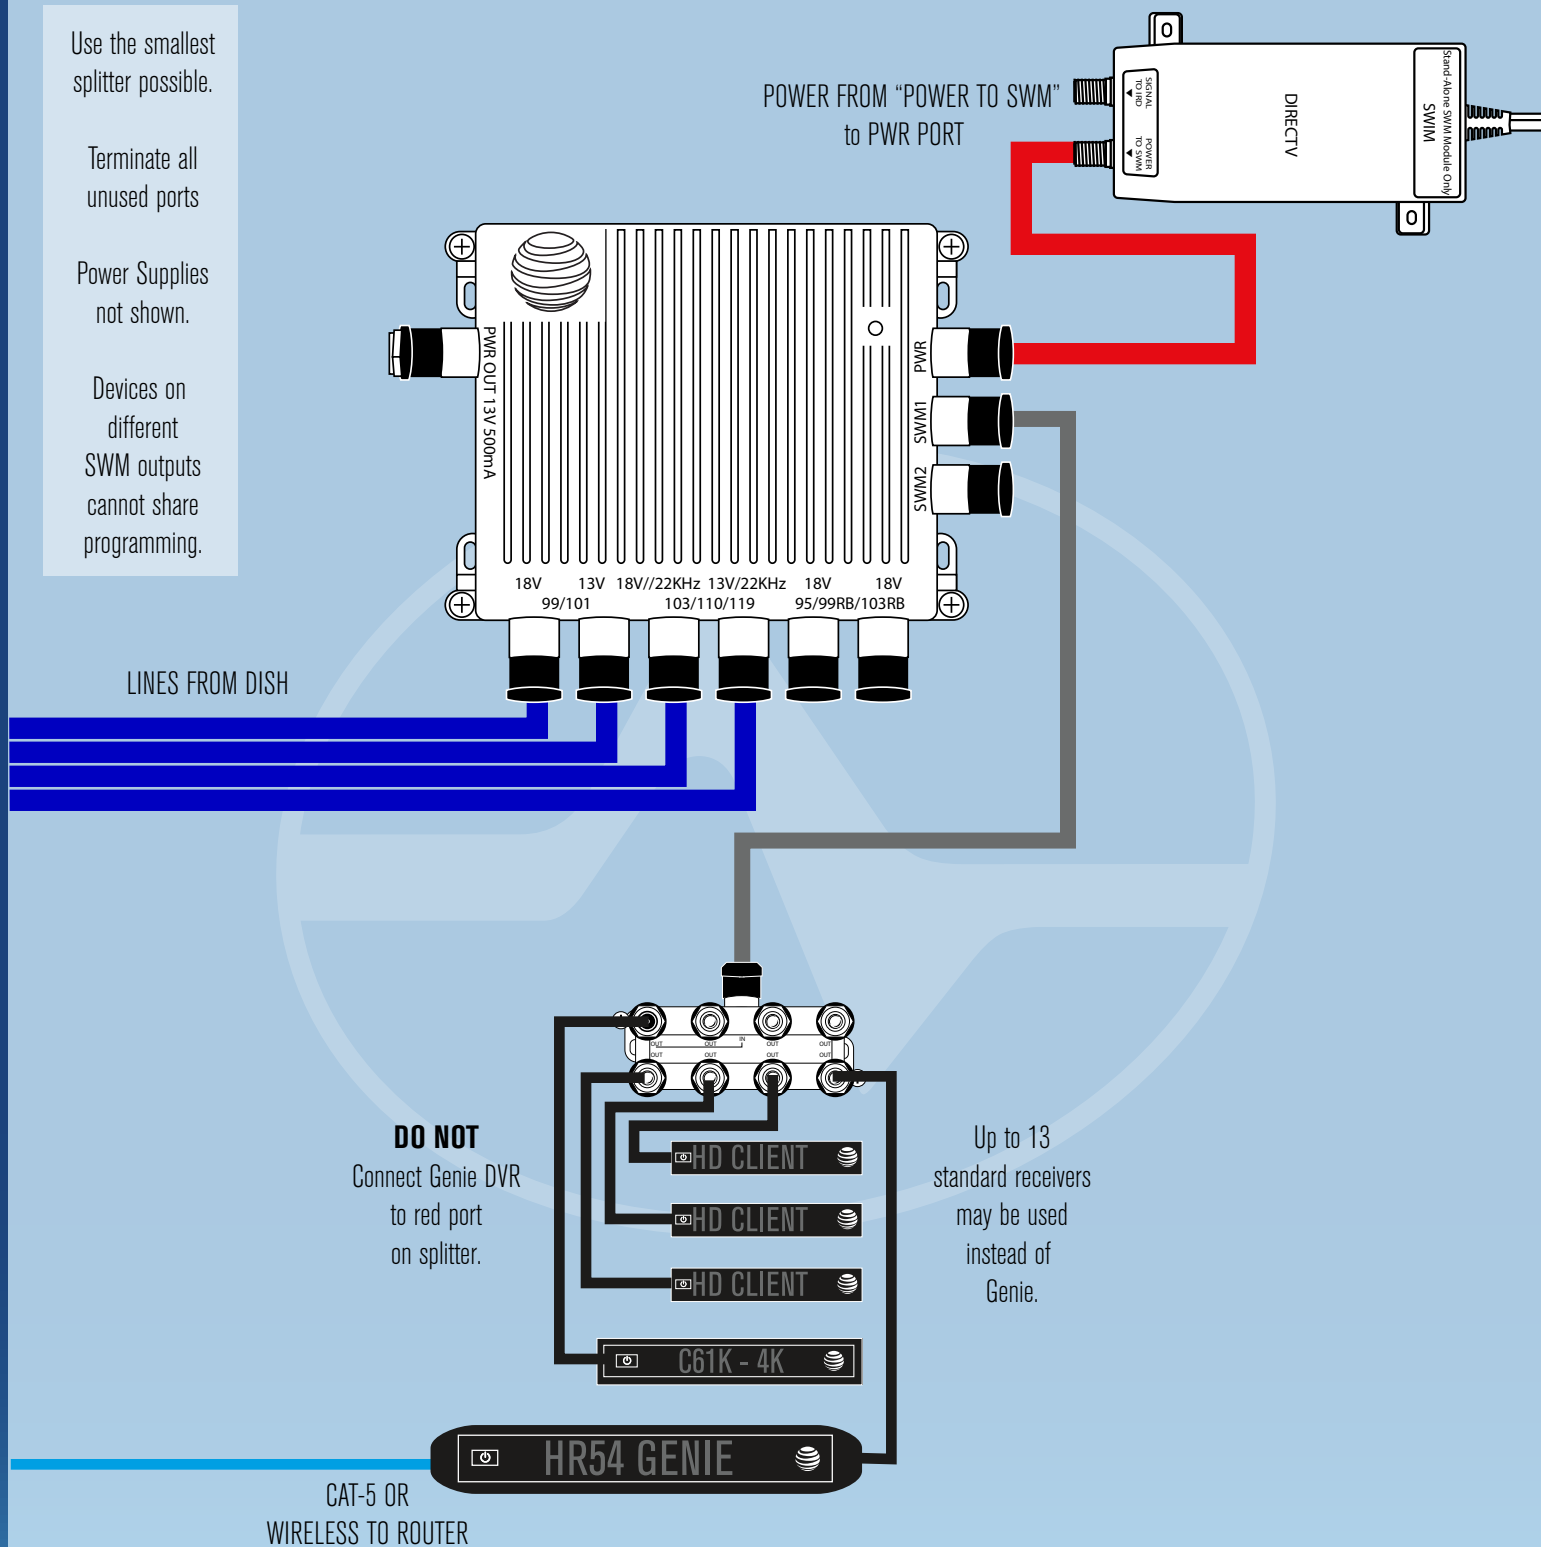 Use the smallest
splitter possible.
Terminate all
unused ports
Power Supplies
not shown.
Devices on
different
SWM outputs
cannot share
programming.
POWER FROM “POWER TO SWM”
to PWR PORT
SIGNAL
TO IRD
POWER
TO SWM
DIRECTV
Stand-Alone SWM Module Only
SWIM
PWR OUT 13V 500mA
PWR
SWM1
SWM2
18V 13V 18V//22KHz 13V/22KHz 18V 18V
99/101 103/110/119 95/99RB/103RB
LINES FROM DISH
IN
OUT OUT OUT OUT
OUT OUT OUT OUT
DO NOT
Connect Genie DVR
to red port
on splitter.
HD CLIENT
HD CLIENT
HD CLIENT
C61K - 4K
HR54 GENIE
Up to 13
standard receivers
may be used
instead of
Genie.
CAT-5 OR
WIRELESS TO ROUTER